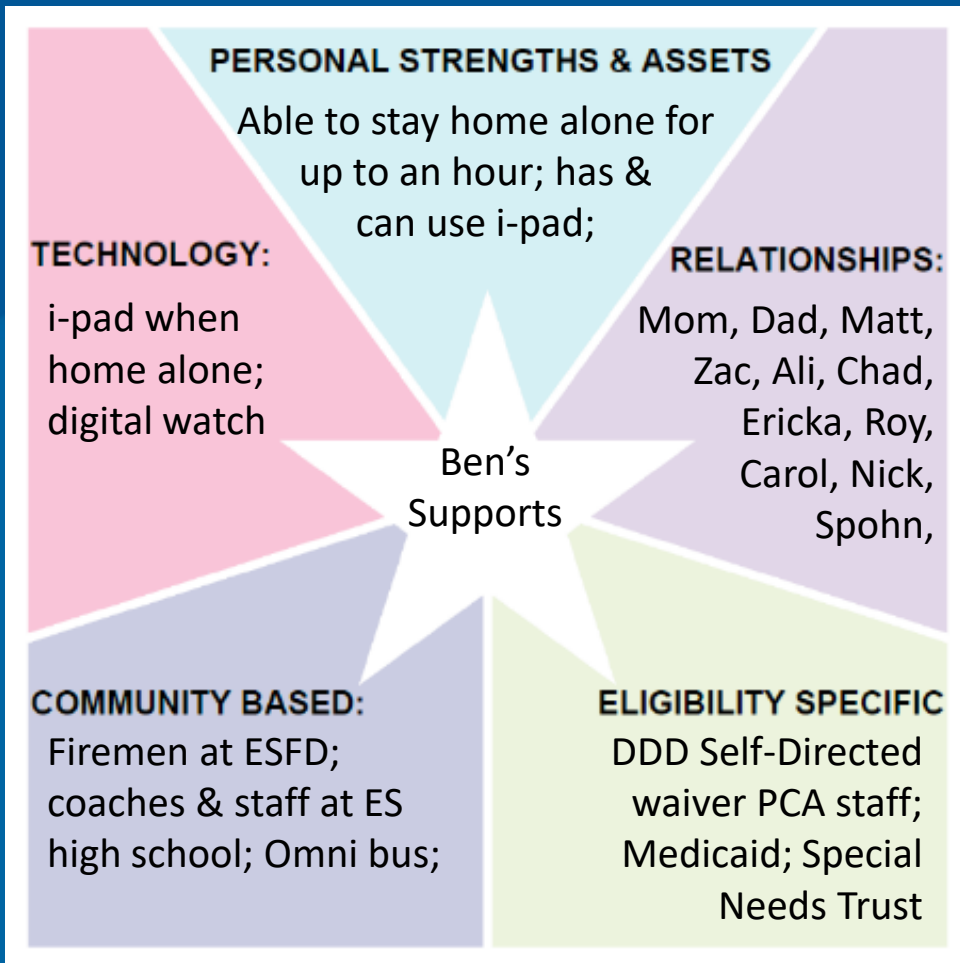 PERSONAL STRENGTHS & ASSETS
Able to stay home alone for
up to an hour; has &
can use i-pad;
TECHNOLOGY:
i-pad when
home alone;
digital watch
RELATIONSHIPS:
Mom, Dad, Matt,
Zac, Ali, Chad,
Ericka, Roy,
Carol, Nick,
Spohn,
Ben's
Supports
COMMUNITY BASED:
Firemen at ESFD;
coaches & staff at ES
high school; Omni bus;
ELIGIBILITY SPECIFIC
DDD Self-Directed
waiver PCA staff;
Medicaid; Special
Needs Trust